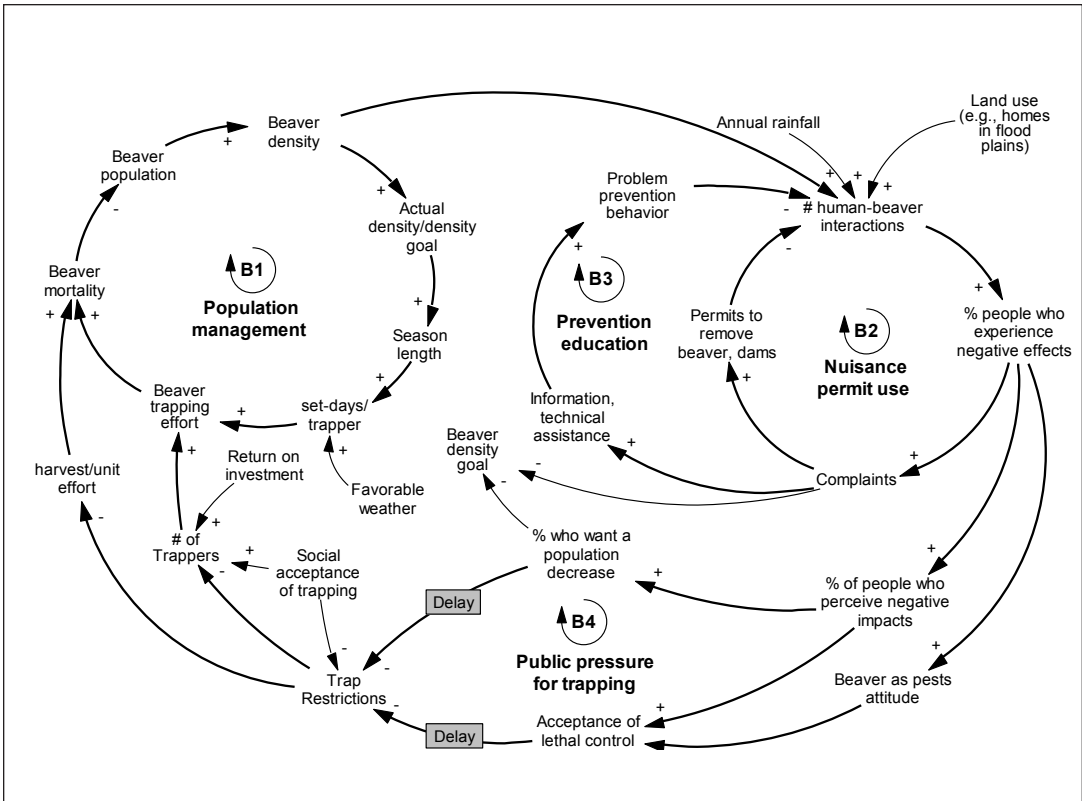 Beaver
density
+
Beaver
population
-
Beaver
mortality
+
+
B1
Population
management
+
Actual
density/density
goal
+
Season
length
+
set-days/
trapper
+
Favorable
weather
+
Beaver
trapping
effort
+
harvest/unit
effort
-
Return on
investment
+
# of
Trappers
+
-
Social
acceptance
of trapping
-
Trap
Restrictions
-
-
Delay
Delay
Annual rainfall
Land use
(e.g., homes
in flood
plains)
+
+
+
-
-
# human-beaver
interactions
Problem
prevention
behavior
+
B3
Prevention
education
Permits to
remove
beaver, dams
+
B2
Nuisance
permit use
+
% people who
experience
negative effects
+
Complaints
Information,
technical
assistance
+
Beaver
density
goal
-
-
% who want a
population
decrease
+
B4
Public pressure
for trapping
+
% of people who
perceive negative
impacts
+
Beaver as pests
attitude
+
+
Acceptance of
lethal control